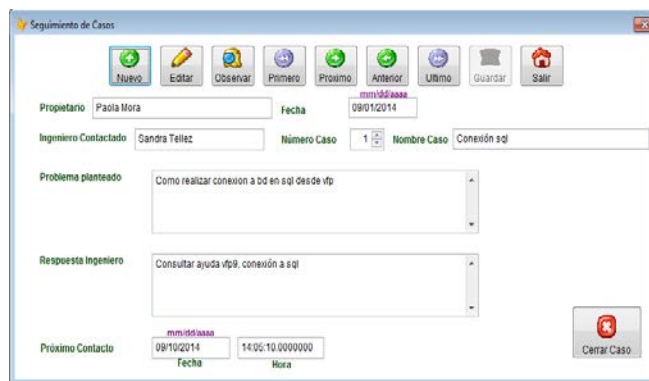 Seguimiento de Casos
Nuevo Editar Observar Primero Proximo Anterior Ultimo Guardar Salir
mm/dd/aaaa
Propietario Paola Mora Fecha 09/01/2014
Ingeniero Contactado Sandra Tellez Número Caso 1 Nombre Caso Conexión sql
Problema planteado Como realizar conexion a bd en sql desde vfp
Respuesta Ingeniero Consultar ayuda vfp9, conexión a sql
mm/dd/aaaa
Próximo Contacto 09/10/2014 14:05:10.0000000
Fecha Hora
Cerrar Caso